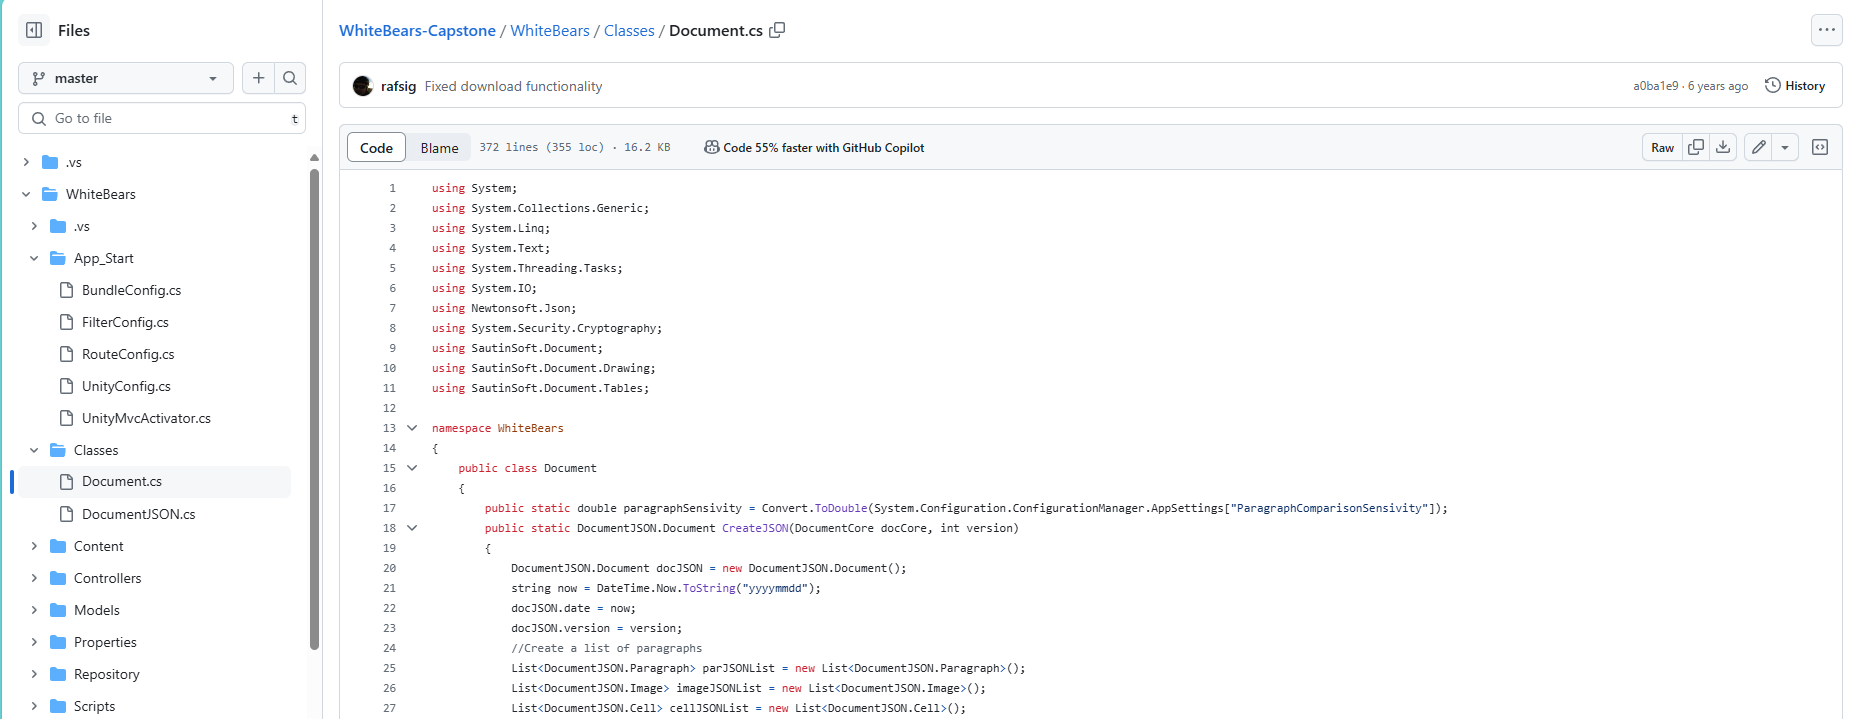 Files
master
Go to file
t
.vs
WhiteBears
.vs
App_Start
BundleConfig.cs
FilterConfig.cs
RouteConfig.cs
UnityConfig.cs
UnityMvcActivator.cs
Classes
Document.cs
DocumentJSON.cs
Content
Controllers
Models
Properties
Repository
Scripts
WhiteBears-Capstone / WhiteBears / Classes / Document.cs
rafsig Fixed download functionality
a0ba1e9 · 6 years ago History
Code Blame 372 lines (355 loc) · 16.2 KB Code 55% faster with GitHub Copilot Raw
1 using System;
2 using System.Collections.Generic;
3 using System.Linq;
4 using System.Text;
5 using System.Threading.Tasks;
6 using System.IO;
7 using Newtonsoft.Json;
8 using System.Security.Cryptography;
9 using SautinSoft.Document;
10 using SautinSoft.Document.Drawing;
11 using SautinSoft.Document.Tables;
12
13 namespace WhiteBears
14 {
15 public class Document
16 {
17 public static double paragraphSensivity = Convert.ToDouble(System.Configuration.ConfigurationManager.AppSettings["ParagraphComparisonSensivity"]);
18 public static DocumentJSON.Document CreateJSON(DocumentCore docCore, int version)
19 {
20 DocumentJSON.Document docJSON = new DocumentJSON.Document();
21 string now = DateTime.Now.ToString("yyyymmdd");
22 docJSON.date = now;
23 docJSON.version = version;
24 //Create a list of paragraphs
25 List<DocumentJSON.Paragraph> parJSONList = new List<DocumentJSON.Paragraph>();
26 List<DocumentJSON.Image> imageJSONList = new List<DocumentJSON.Image>();
27 List<DocumentJSON.Cell> cellJSONList = new List<DocumentJSON.Cell>();